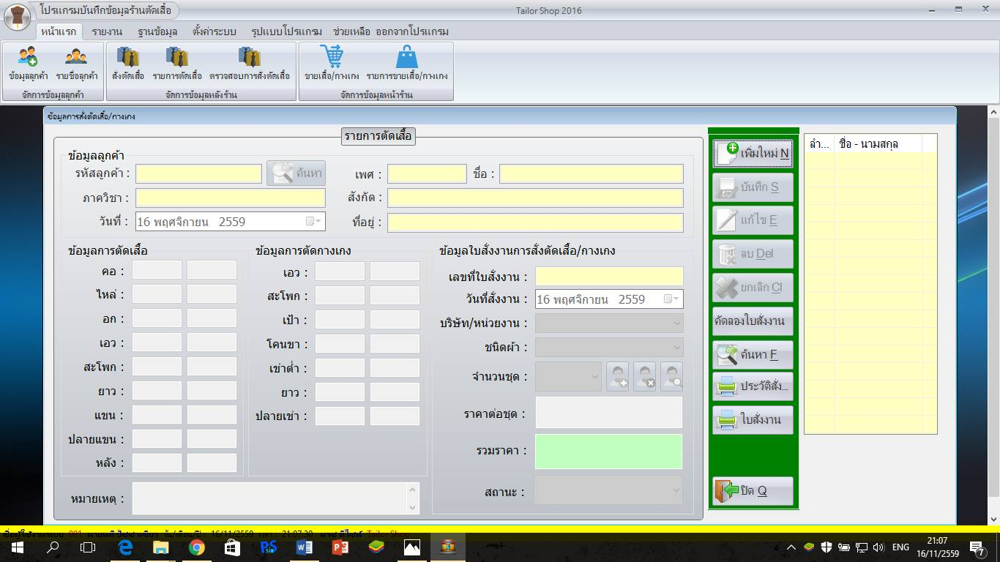 โปรแกรมบันทึกข้อมูลร้านตัดเสื้อ
Tailor Shop 2016
หน้าแรก รายงาน ฐานข้อมูล ตั้งค่าระบบ รูปแบบโปรแกรม ช่วยเหลือ ออกจากโปรแกรม
ข้อมูลลูกค้า รายชื่อลูกค้า สั่งตัดเสื้อ รายการตัดเสื้อ ตรวจสอบการสั่งตัดเสื้อ ขายเสื้อ/กางเกง รายการขายเสื้อ/กางเกง
จัดการข้อมูลลูกค้า จัดการข้อมูลหลังร้าน จัดการข้อมูลหน้าร้าน
ข้อมูลการสั่งตัดเสื้อ/กางเกง
รายการตัดเสื้อ
ข้อมูลลูกค้า
รหัสลูกค้า : ค้นหา เพศ : ชื่อ :
ภาควิชา : สังกัด :
วันที่ : 16 พฤศจิกายน 2559 ที่อยู่ :
ข้อมูลการตัดเสื้อ
คอ :
ไหล่ :
อก :
เอว :
สะโพก :
ยาว :
แขน :
ปลายแขน :
หลัง :
หมายเหตุ :
ข้อมูลการตัดกางเกง
เอว :
สะโพก :
เป้า :
โคนขา :
เข่าต่ำ :
ยาว :
ปลายเข่า :
ข้อมูลใบสั่งงานการสั่งตัดเสื้อ/กางเกง
เลขที่ใบสั่งงาน :
วันที่สั่งงาน : 16 พฤศจิกายน 2559
บริษัท/หน่วยงาน :
ชนิดผ้า :
จำนวนชุด :
ราคาต่อชุด :
รวมราคา :
สถานะ :
เพิ่มใหม่ N
บันทึก S
แก้ไข E
ลบ Del
ยกเลิก Cl
คัดลองใบสั่งงาน
ค้นหา F
ประวัติสั่ง...
ใบสั่งงาน
ปิด Q
ลำ... ชื่อ - นามสกุล
ชื่อผู้ใช้งานระบบ 001 16/11/2559 เวลา : 21:07:30 Tailor Shop
ENG
21:07
16/11/2559
7